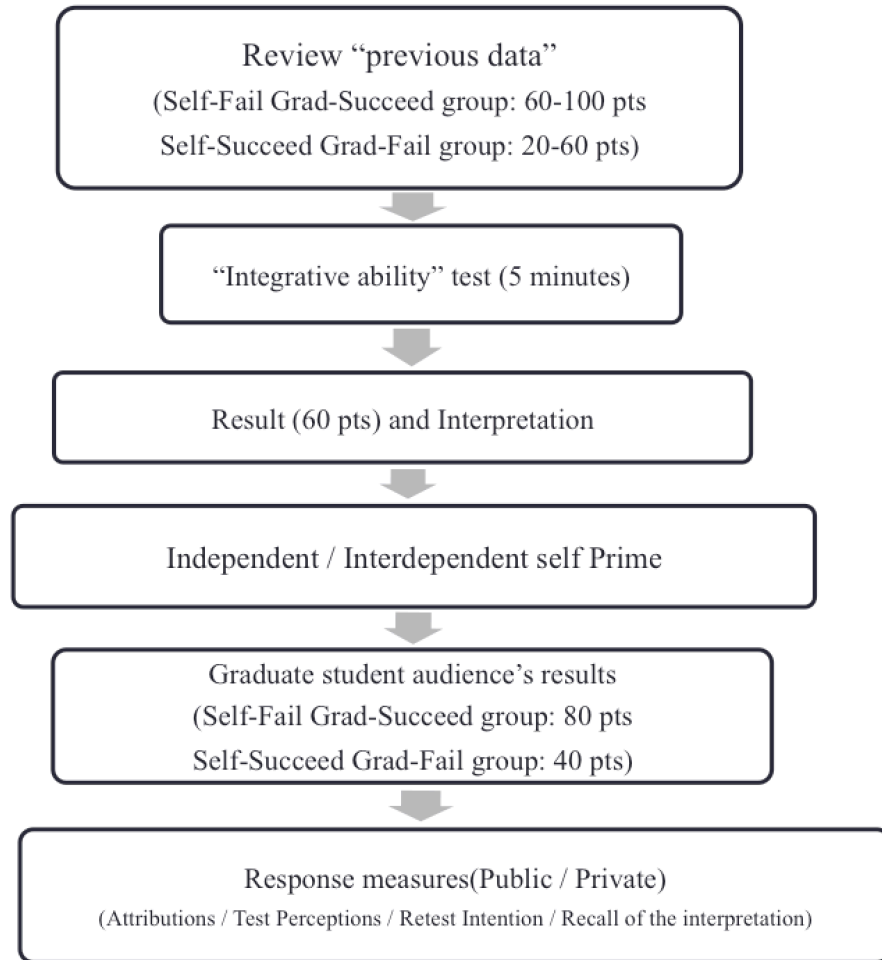 Review “previous data”
(Self-Fail Grad-Succeed group: 60-100 pts
Self-Succeed Grad-Fail group: 20-60 pts)
“Integrative ability” test (5 minutes)
Result (60 pts) and Interpretation
Independent / Interdependent self Prime
Graduate student audience’s results
(Self-Fail Grad-Succeed group: 80 pts
Self-Succeed Grad-Fail group: 40 pts)
Response measures(Public / Private)
(Attributions / Test Perceptions / Retest Intention / Recall of the interpretation)